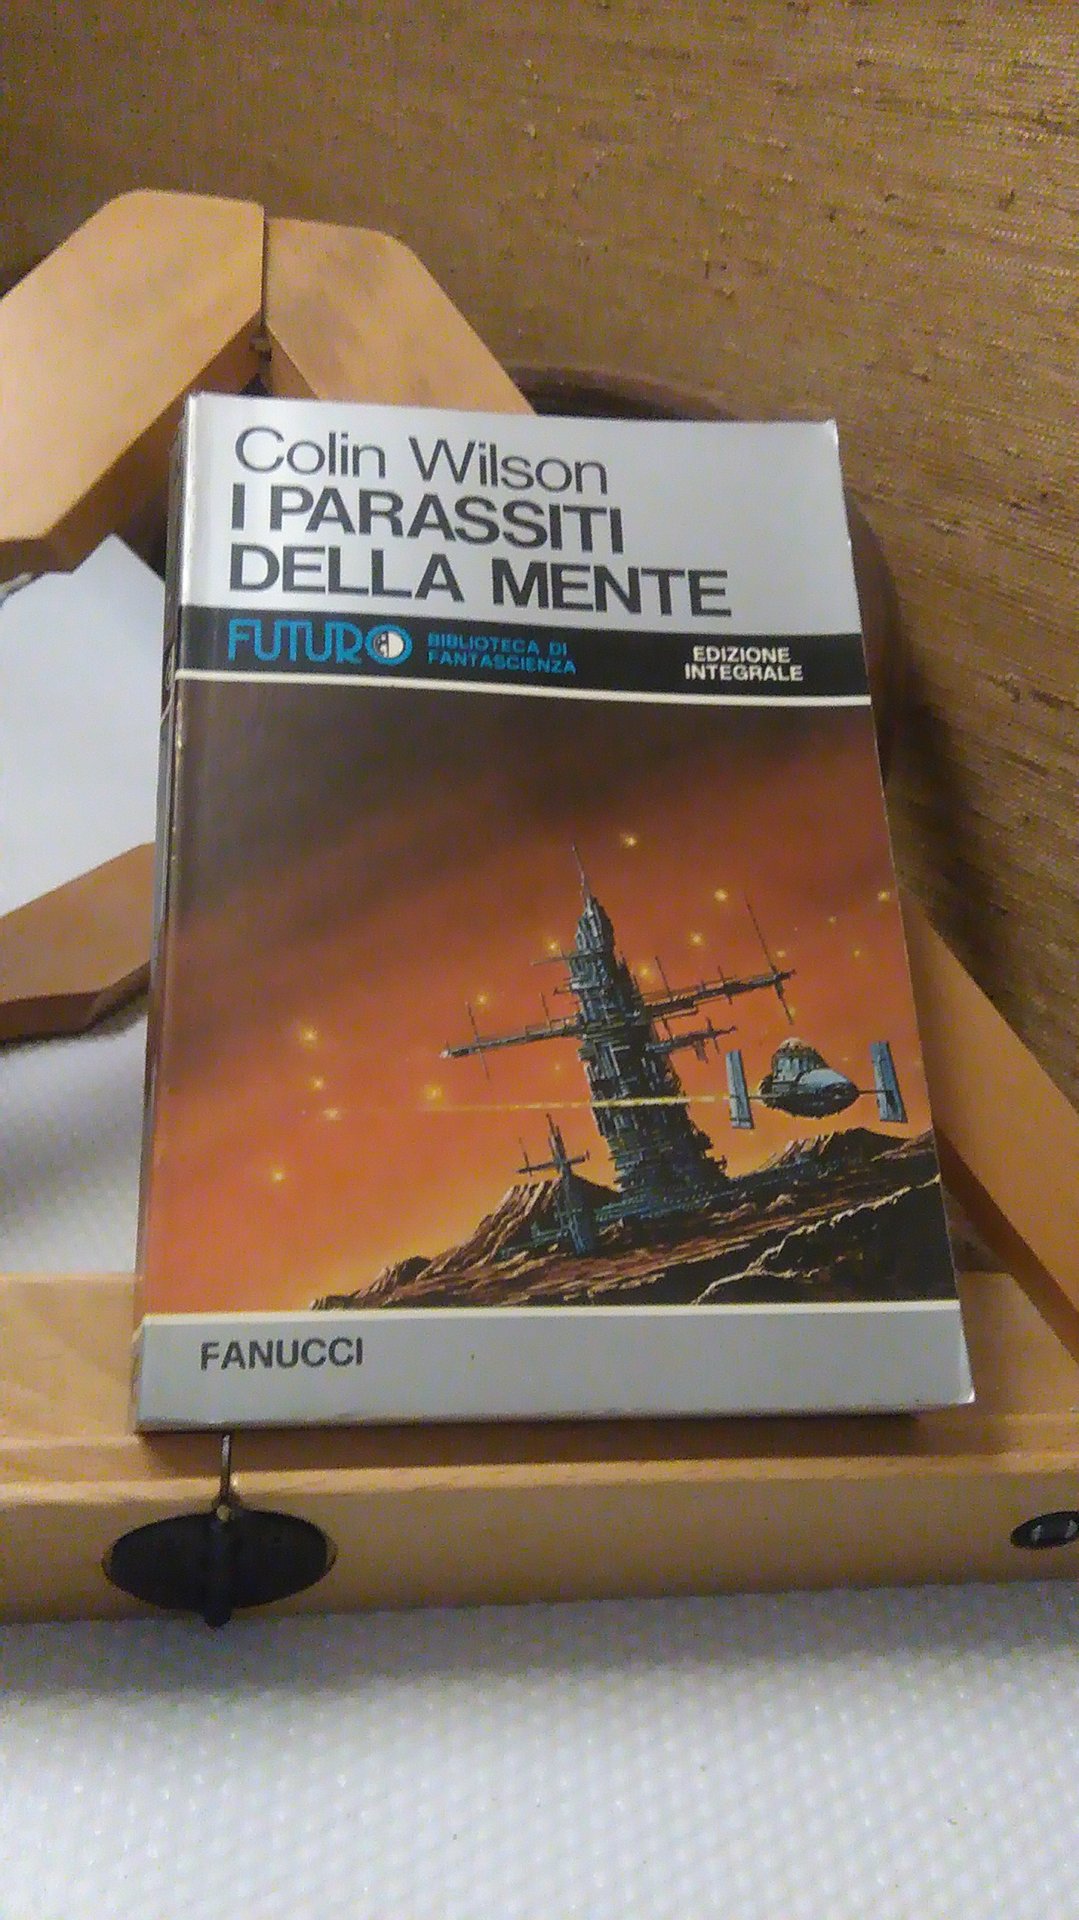 Colin Wilson
I PARASSITI
DELLA MENTE
FUTURO
BIBLIOTECA DI
FANTASCIENZA
EDIZIONE
INTEGRALE
FANUCCI